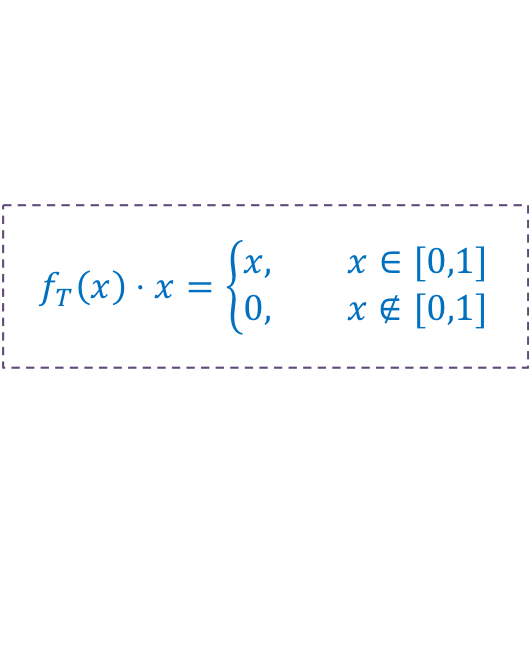 f_T(x) · x = { x,    x ∈ [0,1]
0,    x ∉ [0,1]